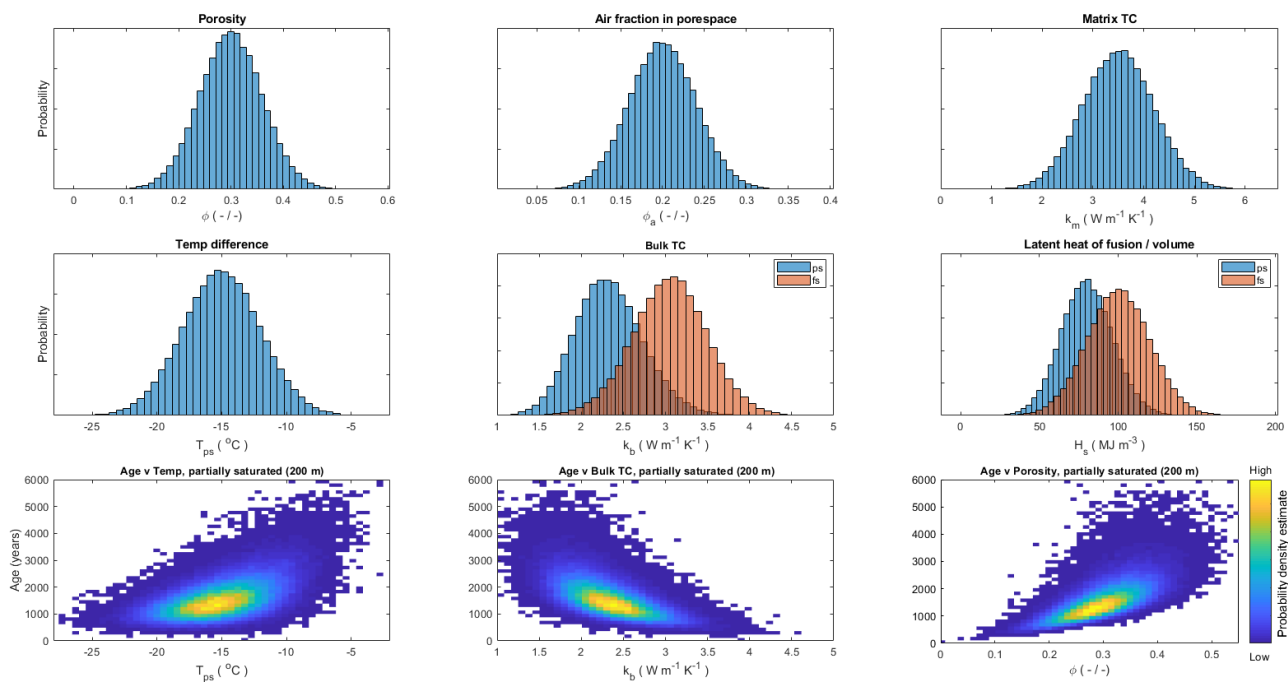 Porosity
Air fraction in porespace
Matrix TC
Probability
0 0.1 0.2 0.3 0.4 0.5 0.6
0.05 0.1 0.15 0.2 0.25 0.3 0.35 0.4
0 1 2 3 4 5 6
ϕ ( - / -)
ϕₐ ( - / -)
kₘ ( W m⁻¹ K⁻¹ )
Temp difference
Bulk TC
Latent heat of fusion / volume
ps
fs
ps
fs
Probability
-25 -20 -15 -10 -5
1 1.5 2 2.5 3 3.5 4 4.5 5
0 50 100 150 200
T_ps ( °C)
k_b ( W m⁻¹ K⁻¹ )
H_s ( MJ m⁻³ )
Age v Temp, partially saturated (200 m)
Age v Bulk TC, partially saturated (200 m)
Age v Porosity, partially saturated (200 m)
High
6000
5000
4000
3000
2000
1000
0
Age (years)
6000
5000
4000
3000
2000
1000
0
6000
5000
4000
3000
2000
1000
0
Probability density estimate
Low
-25 -20 -15 -10 -5
1 1.5 2 2.5 3 3.5 4 4.5 5
0 0.1 0.2 0.3 0.4 0.5
T_ps ( °C)
k_b ( W m⁻¹ K⁻¹ )
ϕ (- / -)